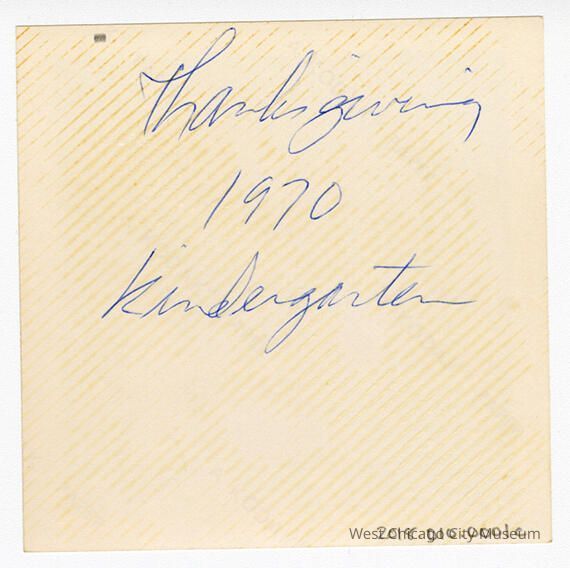 Thanksgiving
1970
Kindergarten
West Chicago City Museum